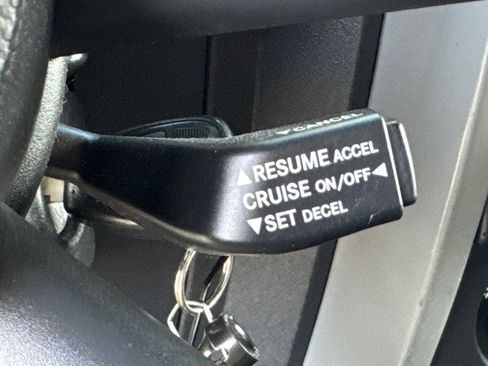 ▼CANCEL
▲RESUME ACCEL
CRUISE ON/OFF◀
▼SET DECEL